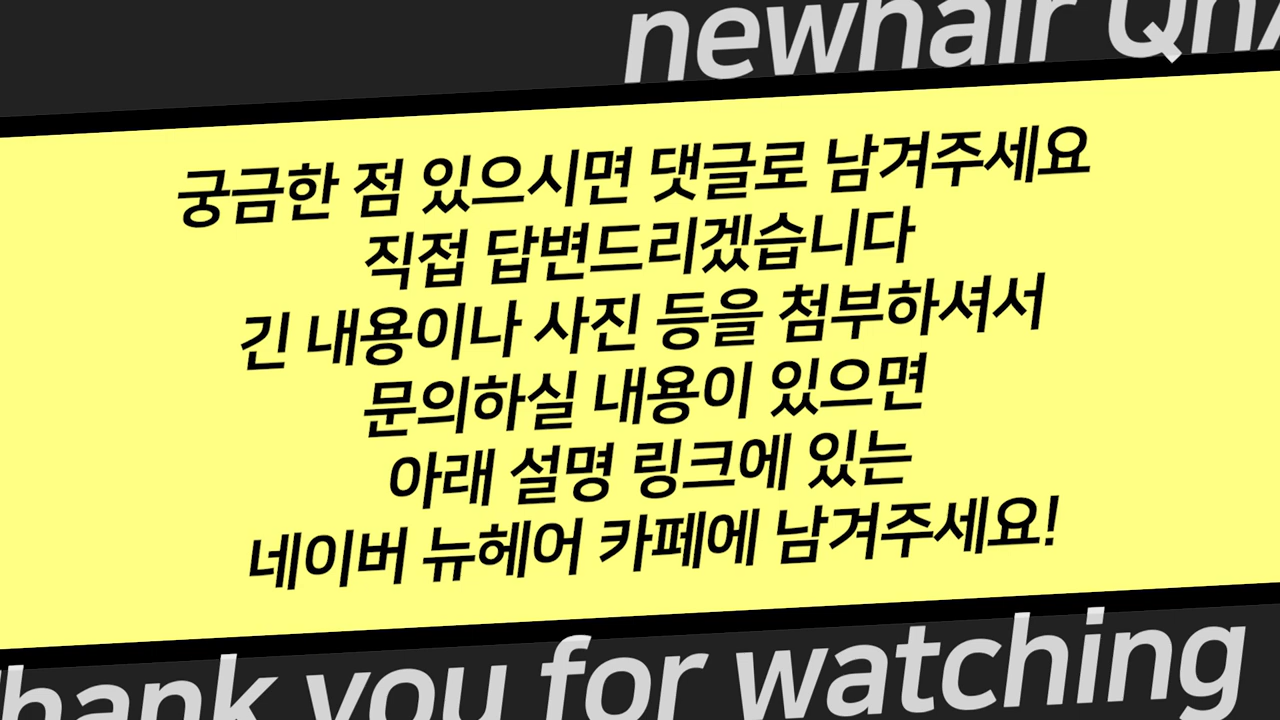 newhair QnA
궁금한 점 있으시면 댓글로 남겨주세요
직접 답변드리겠습니다
긴 내용이나 사진 등을 첨부하셔서
문의하실 내용이 있으면
아래 설명 링크에 있는
네이버 뉴헤어 카페에 남겨주세요!
Thank you for watching